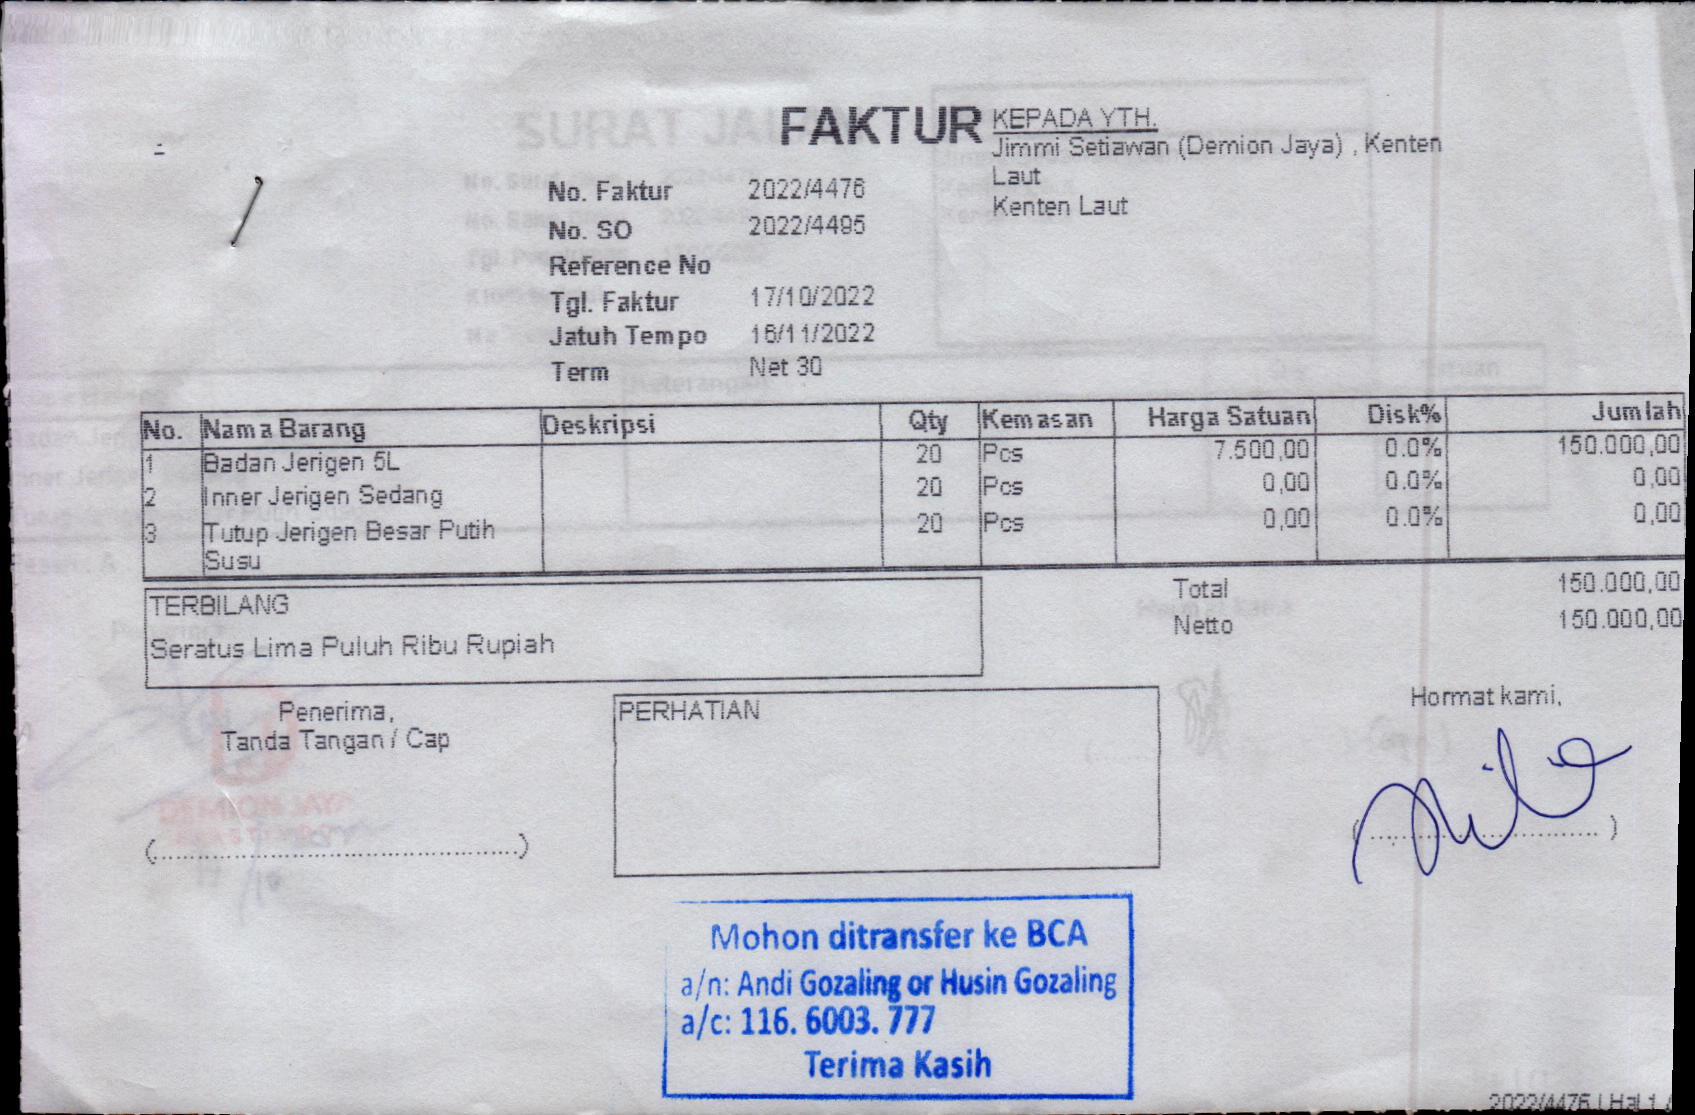 FAKTUR
KEPADA YTH.
Jimmi Setiawan (Demion Jaya) , Kenten
Laut
Kenten Laut
No. Faktur 2022/4476
No. SO 2022/4495
Reference No
Tgl. Faktur 17/10/2022
Jatuh Tempo 16/11/2022
Term Net 30
No. Nama Barang Deskripsi Qty Kemasan Harga Satuan Disk% Jumlah
1 Badan Jerigen 5L 20 Pcs 7.500,00 0.0% 150.000,00
2 Inner Jerigen Sedang 20 Pcs 0,00 0.0% 0,00
3 Tutup Jerigen Besar Putih 20 Pcs 0,00 0.0% 0,00
Susu
Total 150.000,00
Netto 150.000,00
TERBILANG
Seratus Lima Puluh Ribu Rupiah
Penerima,
Tanda Tangan / Cap
(..................................................)
PERHATIAN
Hormat kami,
(................................)
Mohon ditransfer ke BCA
a/n: Andi Gozaling or Husin Gozaling
a/c: 116. 6003. 777
Terima Kasih
2022/4476 | Hal 1 /